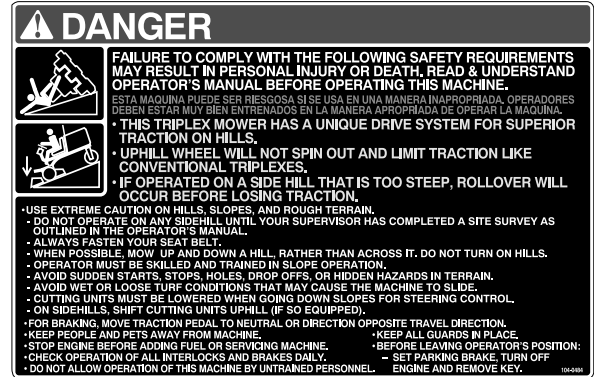 DANGER
FAILURE TO COMPLY WITH THE FOLLOWING SAFETY REQUIREMENTS
MAY RESULT IN PERSONAL INJURY OR DEATH. READ & UNDERSTAND
OPERATOR'S MANUAL BEFORE OPERATING THIS MACHINE.
ESTA MAQUINA PUEDE SER RIESGOSA SI SE USA EN UNA MANERA INAPROPRIADA. OPERADORES
DEBEN ESTAR MUY BIEN ENTRENADOS EN LA MANERA APROPRIADA DE OPERAR LA MAQUINA.
• THIS TRIPLEX MOWER HAS A UNIQUE DRIVE SYSTEM FOR SUPERIOR
TRACTION ON HILLS.
• UPHILL WHEEL WILL NOT SPIN OUT AND LIMIT TRACTION LIKE
CONVENTIONAL TRIPLEXES.
• IF OPERATED ON A SIDE HILL THAT IS TOO STEEP, ROLLOVER WILL
OCCUR BEFORE LOSING TRACTION.
•USE EXTREME CAUTION ON HILLS, SLOPES, AND ROUGH TERRAIN.
- DO NOT OPERATE ON ANY SIDEHILL UNTIL YOUR SUPERVISOR HAS COMPLETED A SITE SURVEY AS
OUTLINED IN THE OPERATOR'S MANUAL.
- ALWAYS FASTEN YOUR SEAT BELT.
- WHEN POSSIBLE, MOW UP AND DOWN A HILL, RATHER THAN ACROSS IT. DO NOT TURN ON HILLS.
- OPERATOR MUST BE SKILLED AND TRAINED IN SLOPE OPERATION.
- AVOID SUDDEN STARTS, STOPS, HOLES, DROP OFFS, OR HIDDEN HAZARDS IN TERRAIN.
- AVOID WET OR LOOSE TURF CONDITIONS THAT MAY CAUSE THE MACHINE TO SLIDE.
- CUTTING UNITS MUST BE LOWERED WHEN GOING DOWN SLOPES FOR STEERING CONTROL.
- ON SIDEHILLS, SHIFT CUTTING UNITS UPHILL (IF SO EQUIPPED).
•FOR BRAKING, MOVE TRACTION PEDAL TO NEUTRAL OR DIRECTION OPPOSITE TRAVEL DIRECTION.
•KEEP PEOPLE AND PETS AWAY FROM MACHINE.
•STOP ENGINE BEFORE ADDING FUEL OR SERVICING MACHINE.
•CHECK OPERATION OF ALL INTERLOCKS AND BRAKES DAILY.
• DO NOT ALLOW OPERATION OF THIS MACHINE BY UNTRAINED PERSONNEL.
•KEEP ALL GUARDS IN PLACE.
•BEFORE LEAVING OPERATOR'S POSITION:
– SET PARKING BRAKE, TURN OFF
ENGINE AND REMOVE KEY.
104-0484